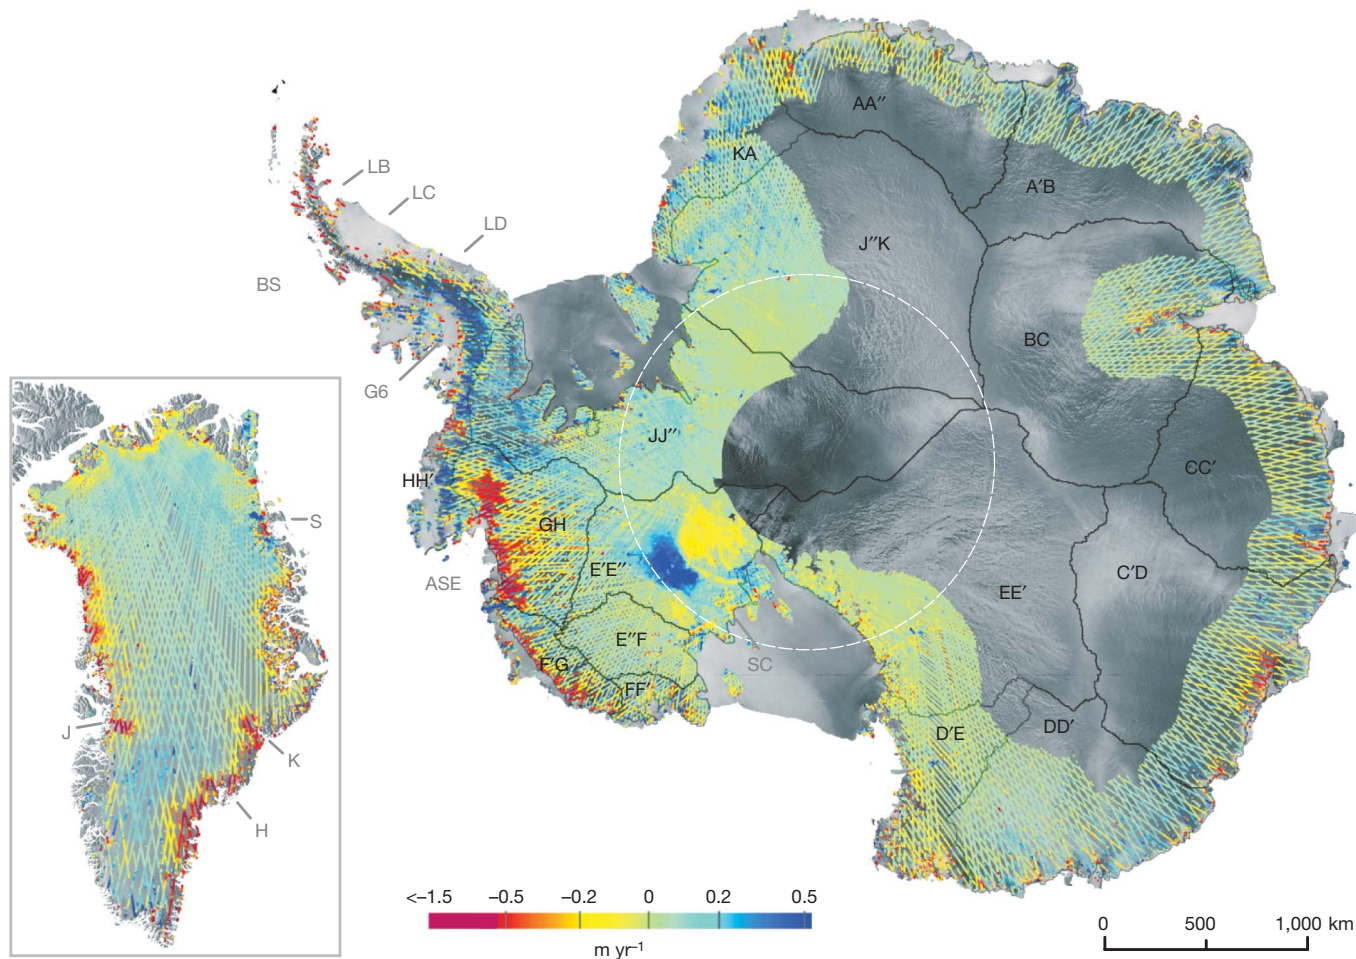 AA″
LB
KA
LC
A′B
LD
J″K
BS
BC
G6
JJ″
CC′
HH′
S
GH
ASE
E′E″
C′D
EE′
E″F
F′G
SC
FF′
J
D′E
DD′
K
H
<–1.5 –0.5 –0.2 0 0.2 0.5
m yr⁻¹
0 500 1,000 km